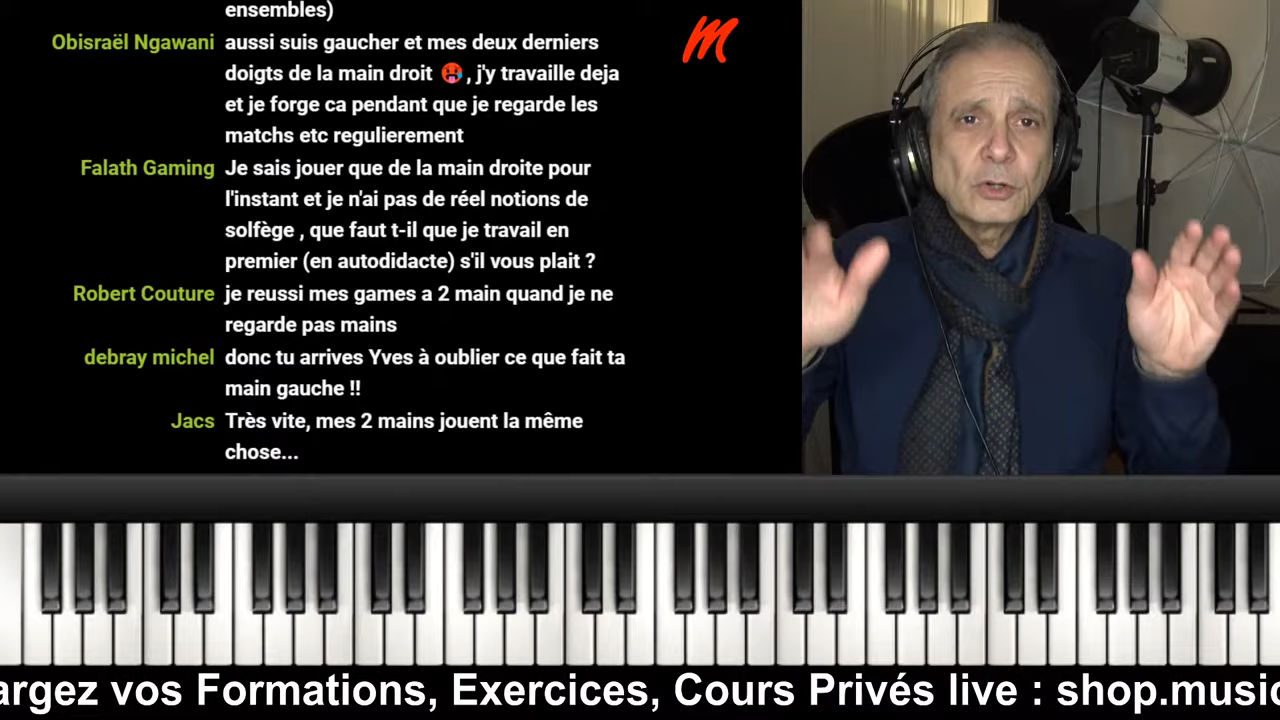 ensembles)
Obisraël Ngawani aussi suis gaucher et mes deux derniers
doigts de la main droit 🥵, j'y travaille deja
et je forge ca pendant que je regarde les
matchs etc regulierement
Falath Gaming Je sais jouer que de la main droite pour
l'instant et je n'ai pas de réel notions de
solfège , que faut t-il que je travail en
premier (en autodidacte) s'il vous plait ?
Robert Couture je reussi mes games a 2 main quand je ne
regarde pas mains
debray michel donc tu arrives Yves à oublier ce que fait ta
main gauche !!
Jacs Très vite, mes 2 mains jouent la même
chose...
m
argez vos Formations, Exercices, Cours Privés live : shop.music